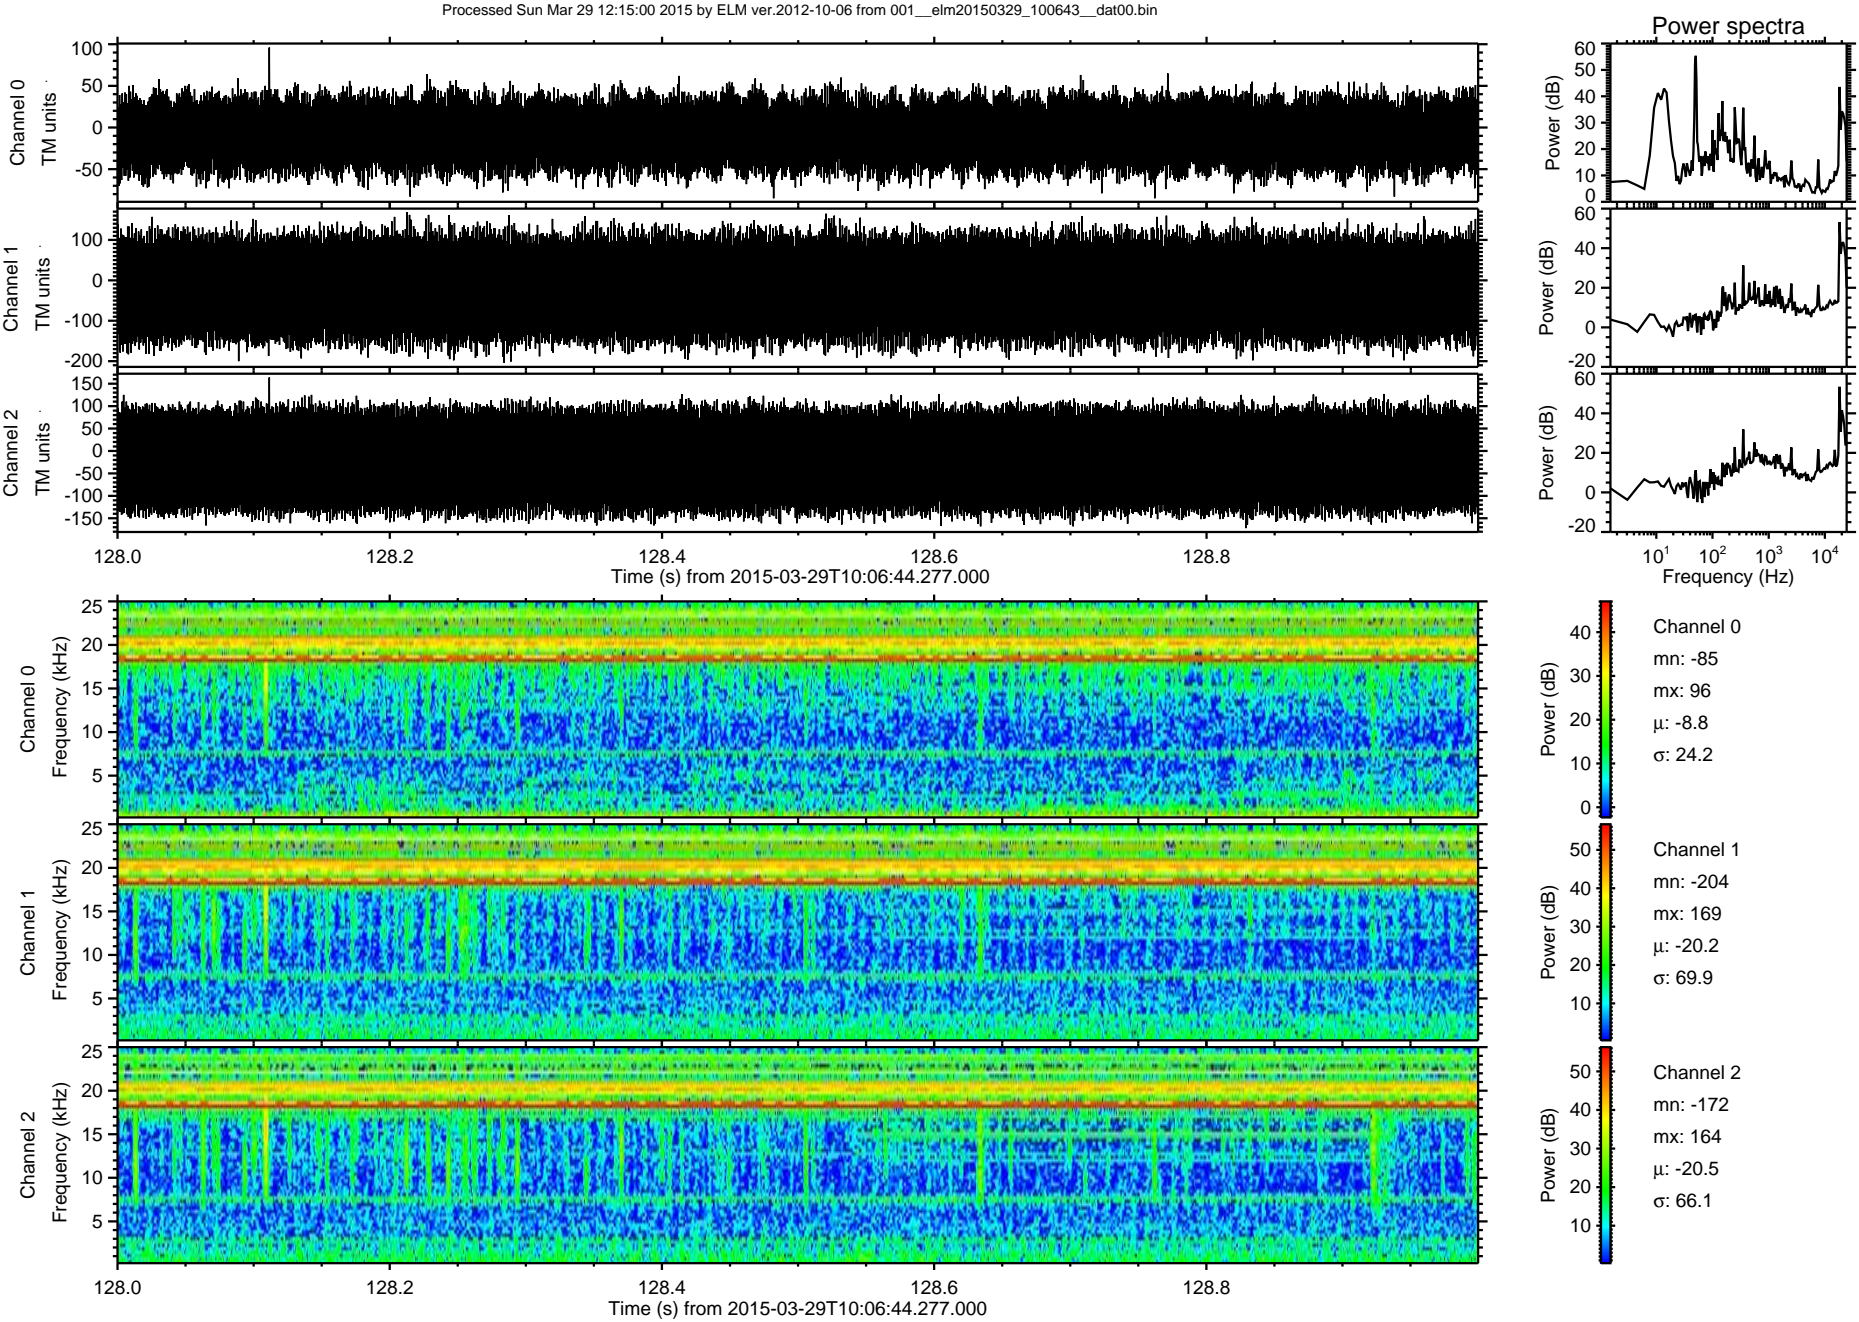 Processed Sun Mar 29 12:15:00 2015 by ELM ver.2012-10-06 from 001__elm20150329_100643__dat00.bin
Power spectra
Channel 0
TM units
100
50
0
-50
Power (dB)
60
50
40
30
20
10
0
Channel 1
TM units
100
0
-100
-200
Power (dB)
60
40
20
0
-20
Channel 2
TM units
150
100
50
0
-50
-100
-150
Power (dB)
60
40
20
0
-20
128.0 128.2 128.4 128.6 128.8
Time (s) from 2015-03-29T10:06:44.277.000
10¹ 10² 10³ 10⁴
Frequency (Hz)
Channel 0
Frequency (kHz)
25
20
15
10
5
Power (dB)
40
30
20
10
0
Channel 0
mn: -85
mx: 96
μ: -8.8
σ: 24.2
Channel 1
Frequency (kHz)
25
20
15
10
5
Power (dB)
50
40
30
20
10
Channel 1
mn: -204
mx: 169
μ: -20.2
σ: 69.9
Channel 2
Frequency (kHz)
25
20
15
10
5
Power (dB)
50
40
30
20
10
Channel 2
mn: -172
mx: 164
μ: -20.5
σ: 66.1
128.0 128.2 128.4 128.6 128.8
Time (s) from 2015-03-29T10:06:44.277.000